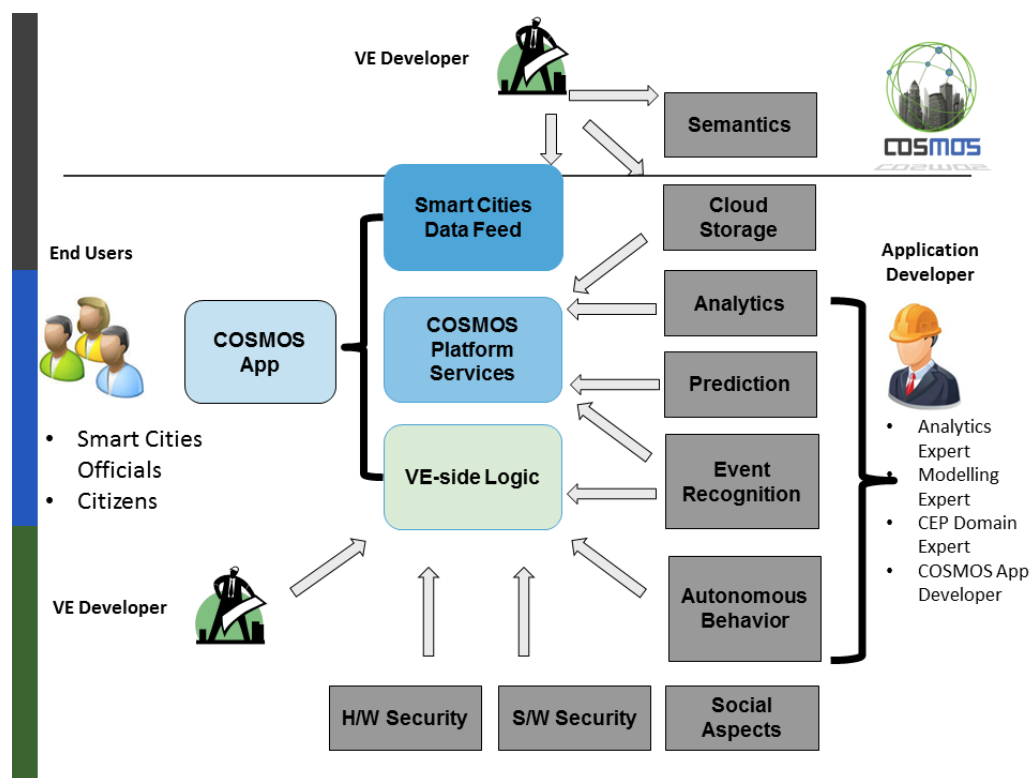 VE Developer
Semantics
COSMOS
Smart Cities
Data Feed
Cloud
Storage
End Users
Application
Developer
COSMOS
App
COSMOS
Platform
Services
Analytics
Prediction
• Smart Cities
Officials
• Citizens
VE-side Logic
Event
Recognition
• Analytics
Expert
• Modelling
Expert
• CEP Domain
Expert
• COSMOS App
Developer
VE Developer
Autonomous
Behavior
H/W Security
S/W Security
Social
Aspects